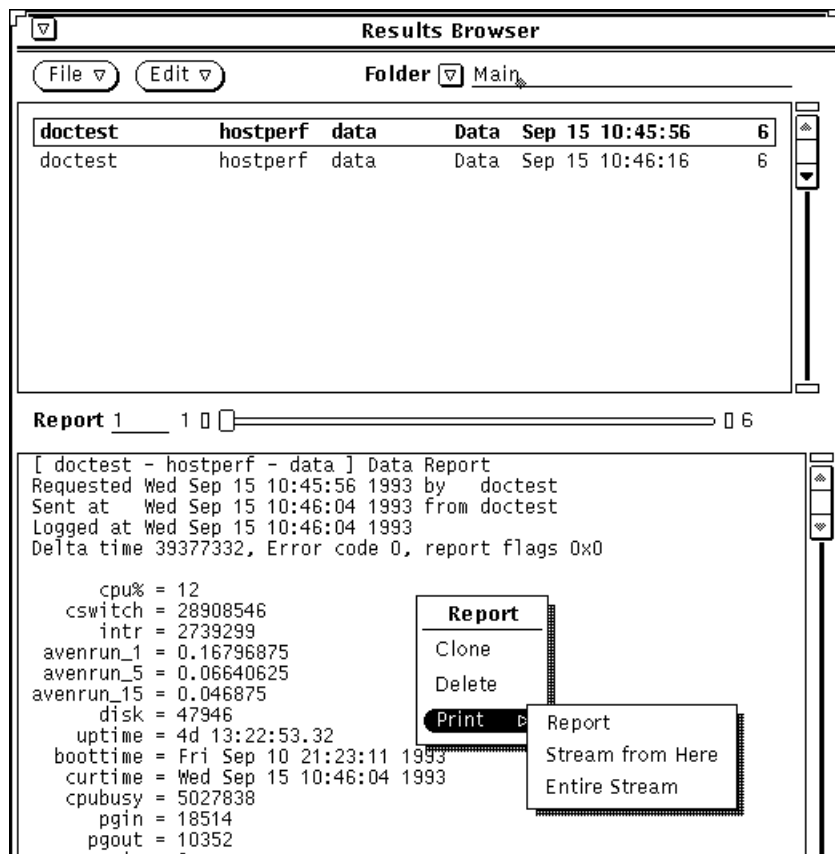 Results Browser
File Edit Folder Main
doctest hostperf data Data Sep 15 10:45:56 6
doctest hostperf data Data Sep 15 10:46:16 6
Report 1 1 6
[ doctest - hostperf - data ] Data Report
Requested Wed Sep 15 10:45:56 1993 by doctest
Sent at Wed Sep 15 10:46:04 1993 from doctest
Logged at Wed Sep 15 10:46:04 1993
Delta time 39377332, Error code 0, report flags 0x0
cpu% = 12
cswitch = 28908546
intr = 2739299
avenrun_1 = 0.16796875
avenrun_5 = 0.06640625
avenrun_15 = 0.046875
disk = 47946
uptime = 4d 13:22:53.32
boottime = Fri Sep 10 21:23:11 1993
curtime = Wed Sep 15 10:46:04 1993
cpubusy = 5027838
pgin = 18514
pgout = 10352
Report
Clone
Delete
Print
Report
Stream from Here
Entire Stream